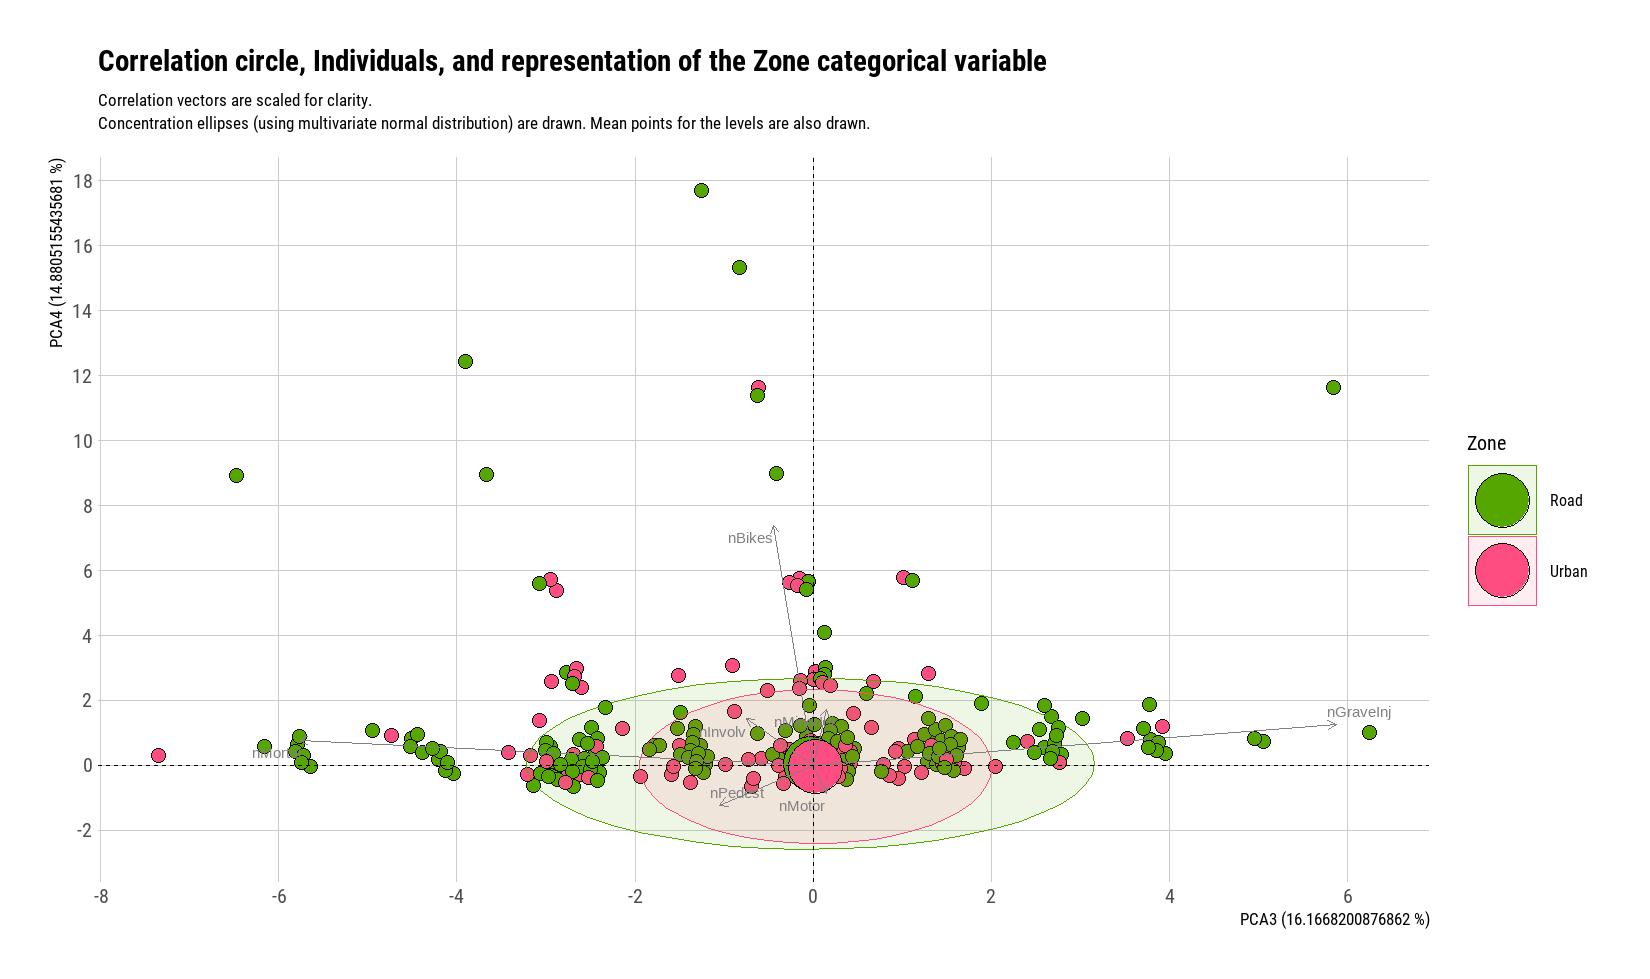 Correlation circle, Individuals, and representation of the Zone categorical variable
Correlation vectors are scaled for clarity.
Concentration ellipses (using multivariate normal distribution) are drawn. Mean points for the levels are also drawn.
PCA4 (14.8805155435681 %)
18
16
14
12
10
8
6
4
2
0
-2
nBikes
nGraveInj
nInvolv
nPedest
nMotor
Zone
Road
Urban
-8
-6
-4
-2
0
2
4
6
PCA3 (16.1668200876862 %)